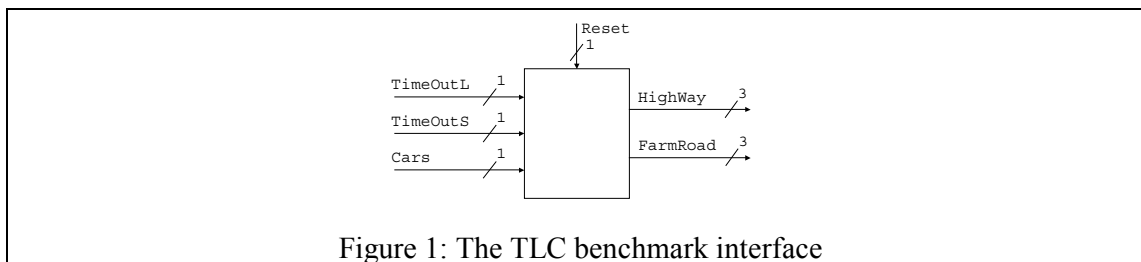 Reset
1
TimeOutL 1
TimeOutS 1
Cars 1
HighWay 3
FarmRoad 3
Figure 1: The TLC benchmark interface